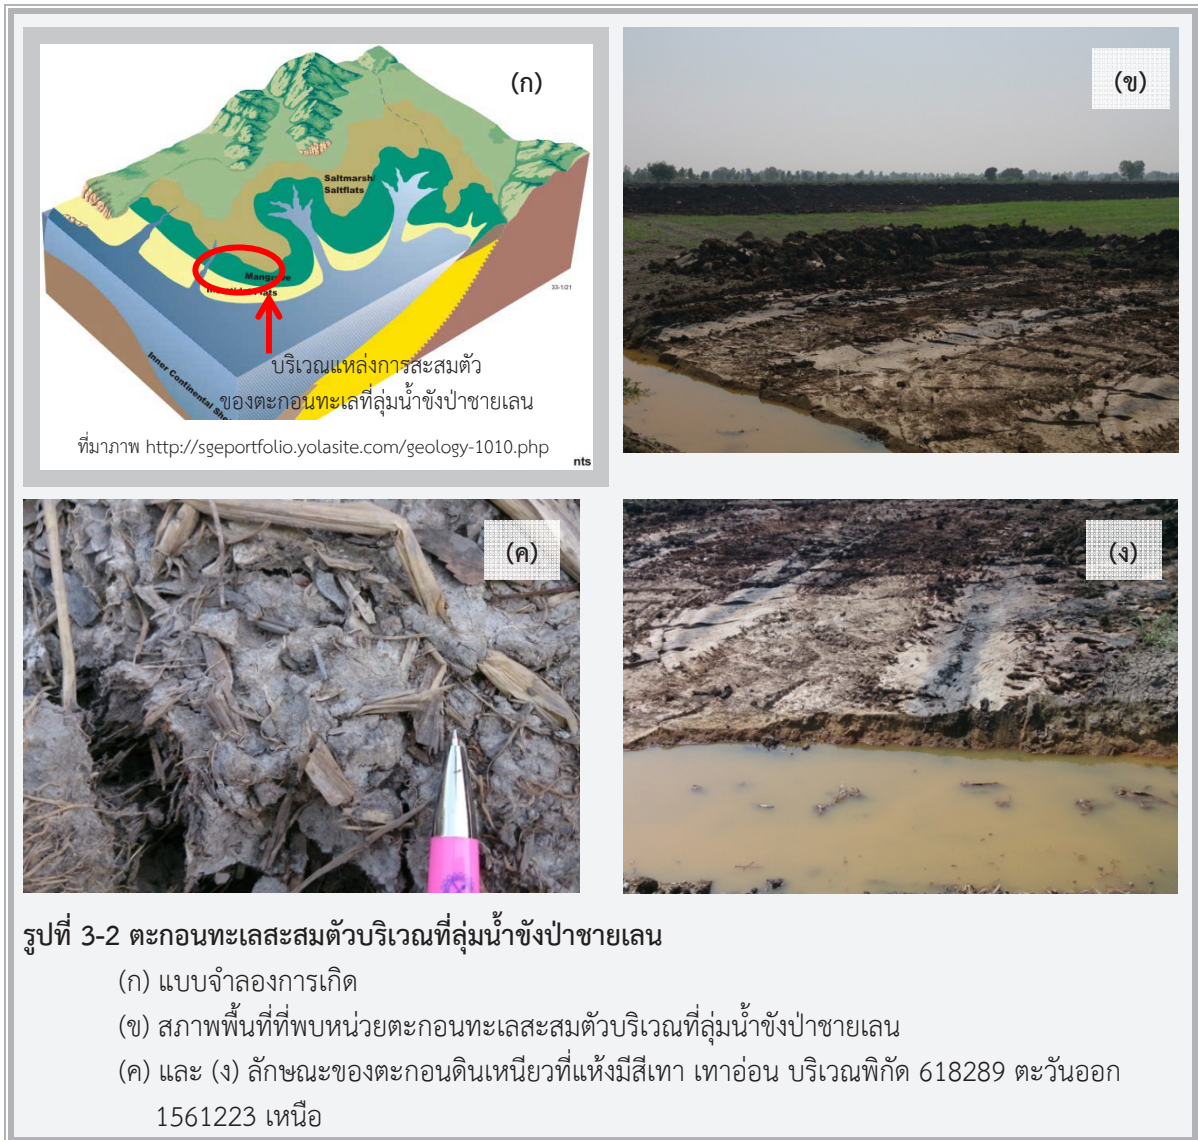 (ก)
Saltmarsh/
Saltflats
Mangrove
33-1/21
บริเวณแหล่งการสะสมตัว
ของตะกอนทะเลที่ลุ่มน้ำขังป่าชายเลน
Inner Continental
ที่มาภาพ http://sgeportfolio.yolasite.com/geology-1010.php
nts
(ข)
(ค)
(ง)
รูปที่ 3-2 ตะกอนทะเลสะสมตัวบริเวณที่ลุ่มน้ำขังป่าชายเลน
(ก) แบบจำลองการเกิด
(ข) สภาพพื้นที่ที่พบหน่วยตะกอนทะเลสะสมตัวบริเวณที่ลุ่มน้ำขังป่าชายเลน
(ค) และ (ง) ลักษณะของตะกอนดินเหนียวที่แห้งมีสีเทา เทาอ่อน บริเวณพิกัด 618289 ตะวันออก
1561223 เหนือ